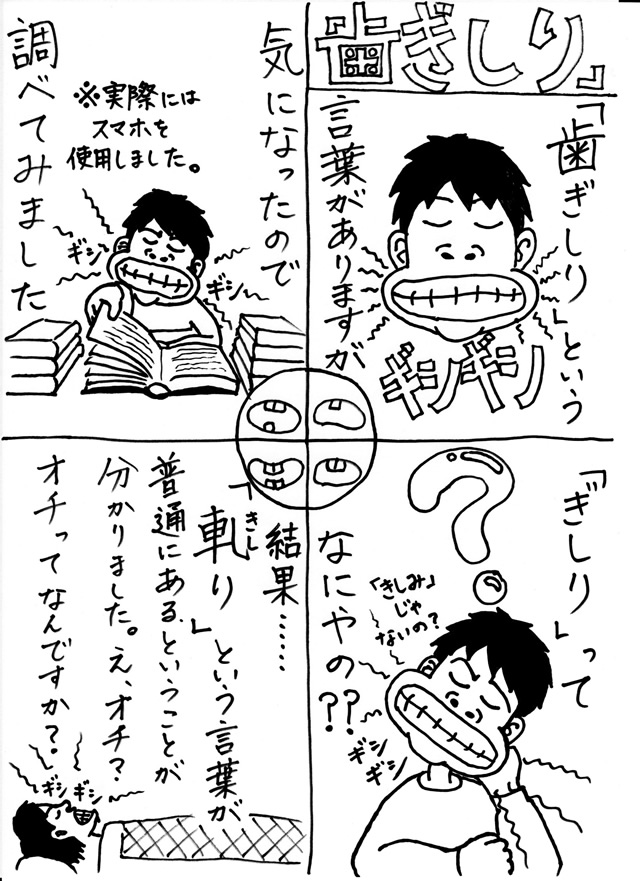 歯ぎしり』
「歯ぎしり」という
言葉がありますが
ギシギシ
「ぎしり」って
なにやの??
?
「きしみ」
じゃ
ないの?
ギシ
ギシ
気になったので
調べてみました
※実際には
スマホを
使用しました。
ギシ
ギシ
結果……
「軋り」という言葉が
きし
普通にあるということが
分かりました。え、オチ?
オチってなんですか?。
ギシ
ギシ